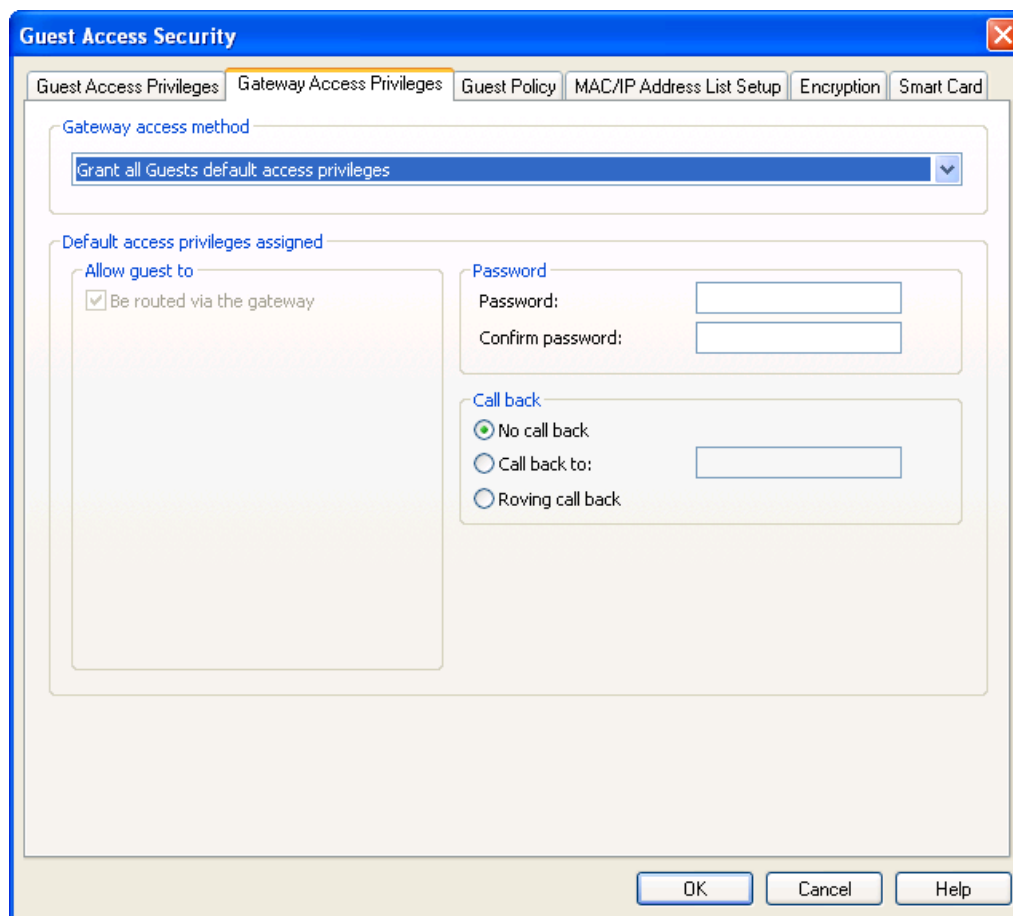 Guest Access Security
Guest Access Privileges Gateway Access Privileges Guest Policy MAC/IP Address List Setup Encryption Smart Card
Gateway access method
Grant all Guests default access privileges
Default access privileges assigned
Allow guest to
Be routed via the gateway
Password
Password:
Confirm password:
Call back
No call back
Call back to:
Roving call back
OK Cancel Help